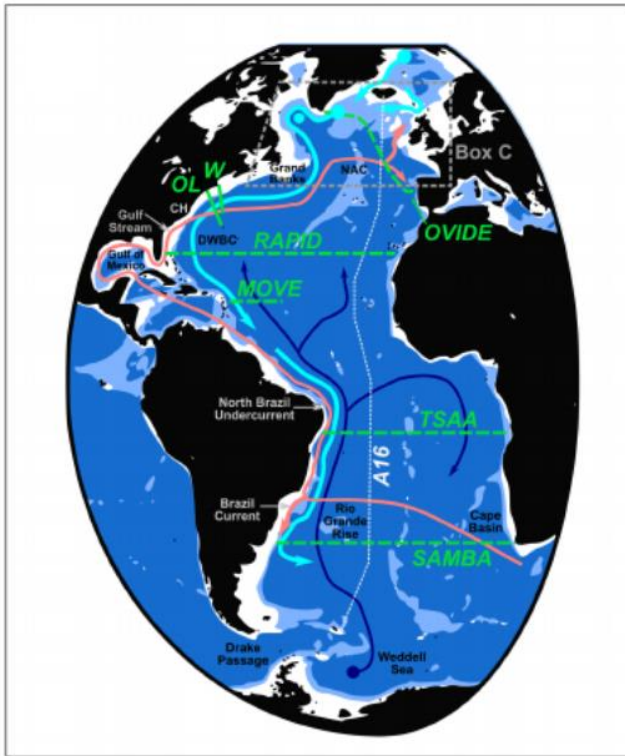 Box C
Grand
Banks
NAC
OL W
CH
Gulf
Stream
OVIDE
DWBC
RAPID
Gulf of
Mexico
MOVE
North Brazil
Undercurrent
TSAA
A16
Brazil
Current
Rio
Grande
Rise
Cape
Basin
SAMBA
Drake
Passage
Weddell
Sea